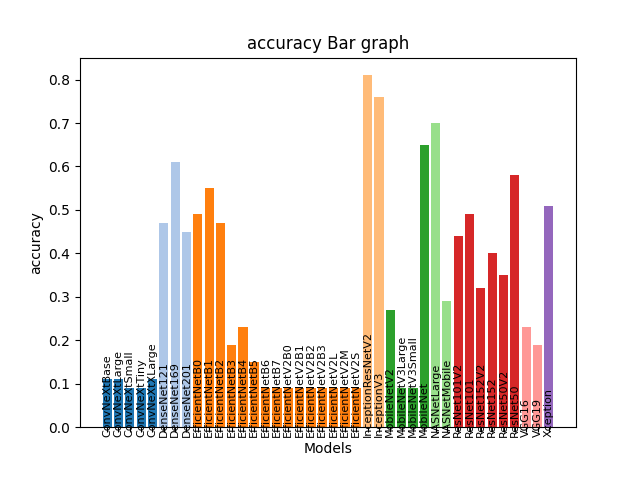 accuracy Bar graph
accuracy
0.8
0.7
0.6
0.5
0.4
0.3
0.2
0.1
0.0
ConvNeXtBase
ConvNeXtLarge
ConvNeXtSmall
ConvNeXtTiny
ConvNeXtXLarge
DenseNet121
DenseNet169
DenseNet201
EfficientNetB0
EfficientNetB1
EfficientNetB2
EfficientNetB3
EfficientNetB4
EfficientNetB5
EfficientNetB6
EfficientNetB7
EfficientNetV2B0
EfficientNetV2B1
EfficientNetV2B2
EfficientNetV2B3
EfficientNetV2L
EfficientNetV2M
EfficientNetV2S
InceptionResNetV2
InceptionV3
MobileNetV2
MobileNetV3Large
MobileNetV3Small
MobileNet
NASNetLarge
NASNetMobile
ResNet101V2
ResNet101
ResNet152V2
ResNet152
ResNet50V2
ResNet50
VGG16
VGG19
Xception
Models